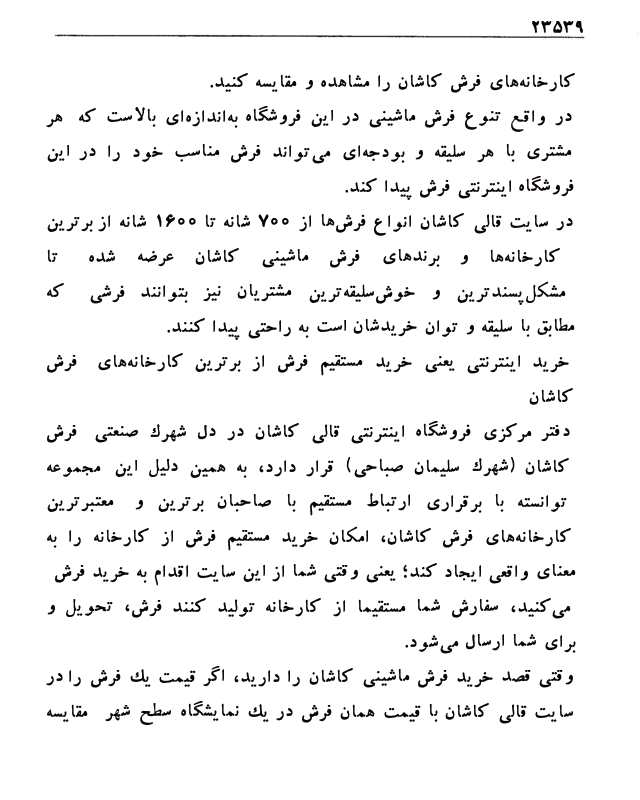 ۲۳۵۳۹
کارخانه‌های فرش کاشان را مشاهده و مقایسه کنید.
در واقع تنوع فرش ماشینی در این فروشگاه به‌اندازه‌ای بالاست که هر
مشتری با هر سلیقه و بودجه‌ای می‌تواند فرش مناسب خود را در این
فروشگاه اینترنتی فرش پیدا کند.
در سایت قالی کاشان انواع فرش‌ها از ۷۰۰ شانه تا ۱۶۰۰ شانه از برترین
کارخانه‌ها و برندهای فرش ماشینی کاشان عرضه شده تا
مشکل‌پسندترین و خوش‌سلیقه‌ترین مشتریان نیز بتوانند فرشی که
مطابق با سلیقه و توان خریدشان است به راحتی پیدا کنند.
خرید اینترنتی یعنی خرید مستقیم فرش از برترین کارخانه‌های فرش
کاشان
دفتر مرکزی فروشگاه اینترنتی قالی کاشان در دل شهرک صنعتی فرش
کاشان (شهرک سلیمان صباحی) قرار دارد، به همین دلیل این مجموعه
توانسته با برقراری ارتباط مستقیم با صاحبان برترین و معتبرترین
کارخانه‌های فرش کاشان، امکان خرید مستقیم فرش از کارخانه را به
معنای واقعی ایجاد کند؛ یعنی وقتی شما از این سایت اقدام به خرید فرش
می‌کنید، سفارش شما مستقیما از کارخانه تولید کنند فرش، تحویل و
برای شما ارسال می‌شود.
وقتی قصد خرید فرش ماشینی کاشان را دارید، اگر قیمت یک فرش را در
سایت قالی کاشان با قیمت همان فرش در یک نمایشگاه سطح شهر مقایسه